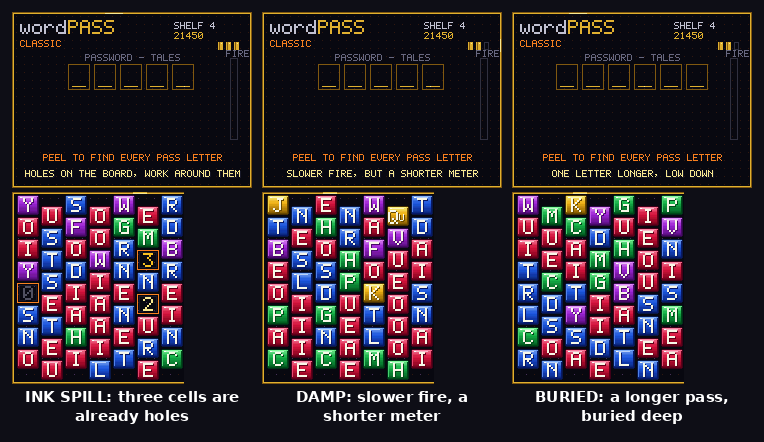 wordPASS
SHELF 4
21450
CLASSIC
FIRE
PASSWORD - TALES
PEEL TO FIND EVERY PASS LETTER
HOLES ON THE BOARD, WORK AROUND THEM
Y S W R
U O E
O F G D
S O M
I O R B
T W 3
Y D N R
S I N
0 I E E
E A 2
S A N I
T A U
N H E N
E I R
O I T C
U L E
INK SPILL: three cells are
already holes
wordPASS
SHELF 4
21450
CLASSIC
FIRE
PASSWORD - TALES
PEEL TO FIND EVERY PASS LETTER
SLOWER FIRE, BUT A SHORTER METER
J E W T
N N Qu
T H A D
E R V
B O F A
S H U
E S O I
L P E
O D K S
I U O
P G T N
I E O
A N L A
I A O
C C M I
E E H
DAMP: slower fire, a
shorter meter
wordPASS
SHELF 4
21450
CLASSIC
FIRE
PASSWORD - TALES
PEEL TO FIND EVERY PASS LETTER
ONE LETTER LONGER, LOW DOWN
W K G P
M Y I
U C U V
U D E
I A H N
E M O
T I V I
C G U
R T B S
D I S
L Y A M
S I N
C S T E
O D E
R A L A
BURIED: a longer pass,
buried deep